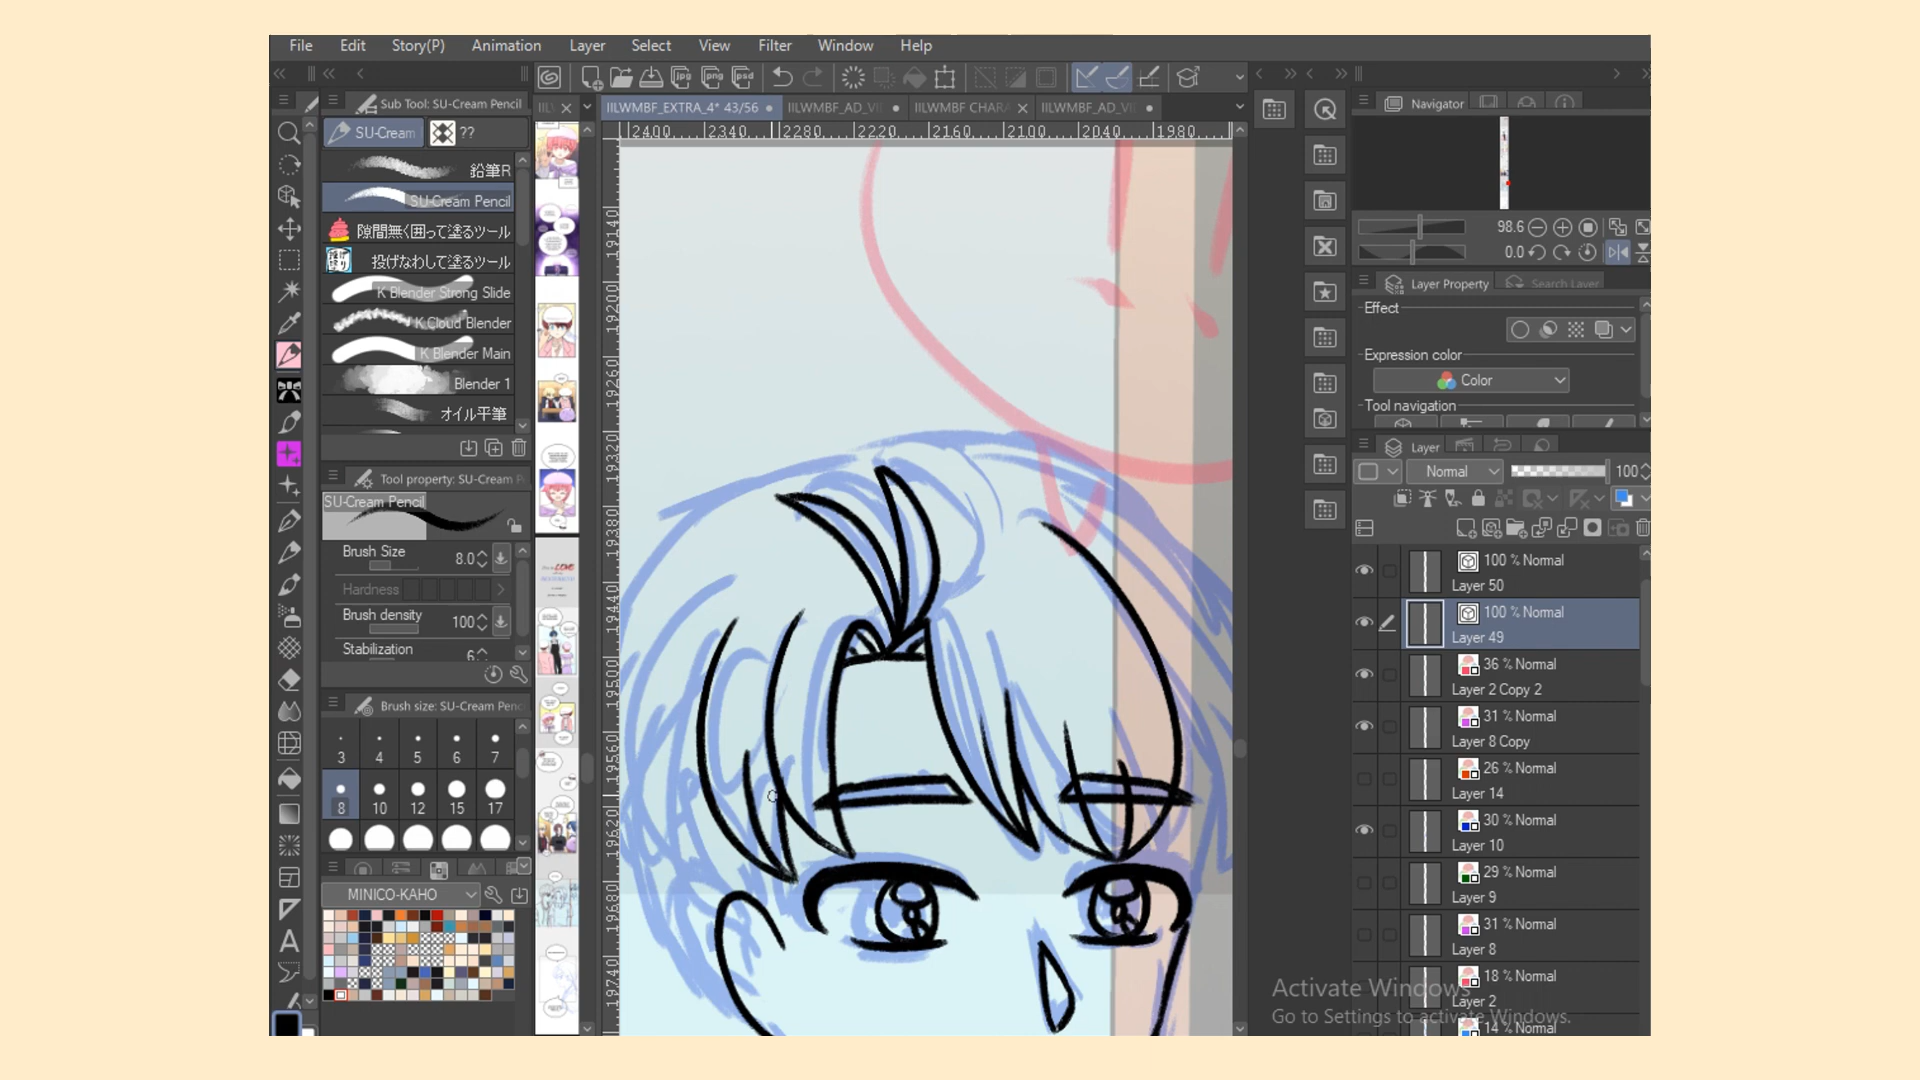 File Edit Story(P) Animation Layer Select View Filter Window Help
Sub Tool: SU-Cream Pencil
SU-Cream ??
鉛筆R
SU-Cream Pencil
隙間無く囲って塗るツール
投げなわして塗るツール
K Blender Strong Slide
K Cloud Blender
K Blender Main
Blender 1
オイル平筆
Tool property: SU-Cream P
SU-Cream Pencil
Brush Size 8.0
Hardness
Brush density 100
Stabilization 6
Brush size: SU-Cream Penc
3 4 5 6 7
8 10 12 15 17
MINICO-KAHO
jpg png psd
IILWMBF_EXTRA_4* 43/56 IILWMBF_AD_VI IILWMBF CHARA IILWMBF_AD_VI
2400 2340 2280 2220 2160 2100 2040 1980
19140
19200
19260
19320
19380
19440
19500
19560
19620
19680
19740
Navigator
98.6
0.0
Layer Property Search Layer
Effect
Expression color
Color
Tool navigation
Layer
Normal 100
100 % Normal
Layer 50
100 % Normal
Layer 49
36 % Normal
Layer 2 Copy 2
31 % Normal
Layer 8 Copy
26 % Normal
Layer 14
30 % Normal
Layer 10
29 % Normal
Layer 9
31 % Normal
Layer 8
18 % Normal
Layer 2
14 % Normal
Activate Windows
Go to Settings to activate Windows.